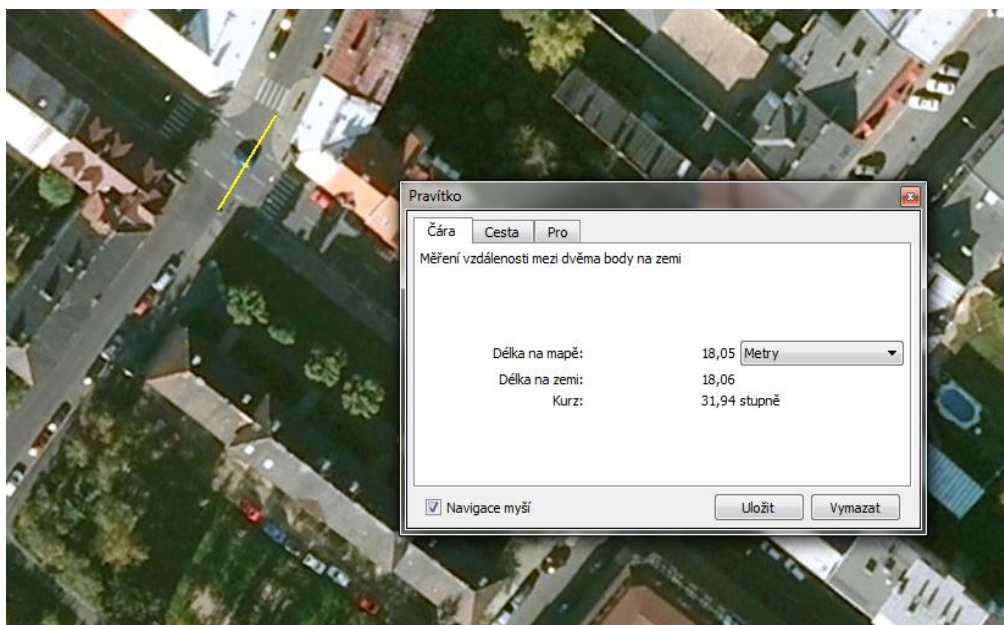 Pravítko
Čára Cesta Pro
Měření vzdálenosti mezi dvěma body na zemi
Délka na mapě: 18,05 Metry
Délka na zemi: 18,06
Kurz: 31,94 stupně
Navigace myší Uložit Vymazat